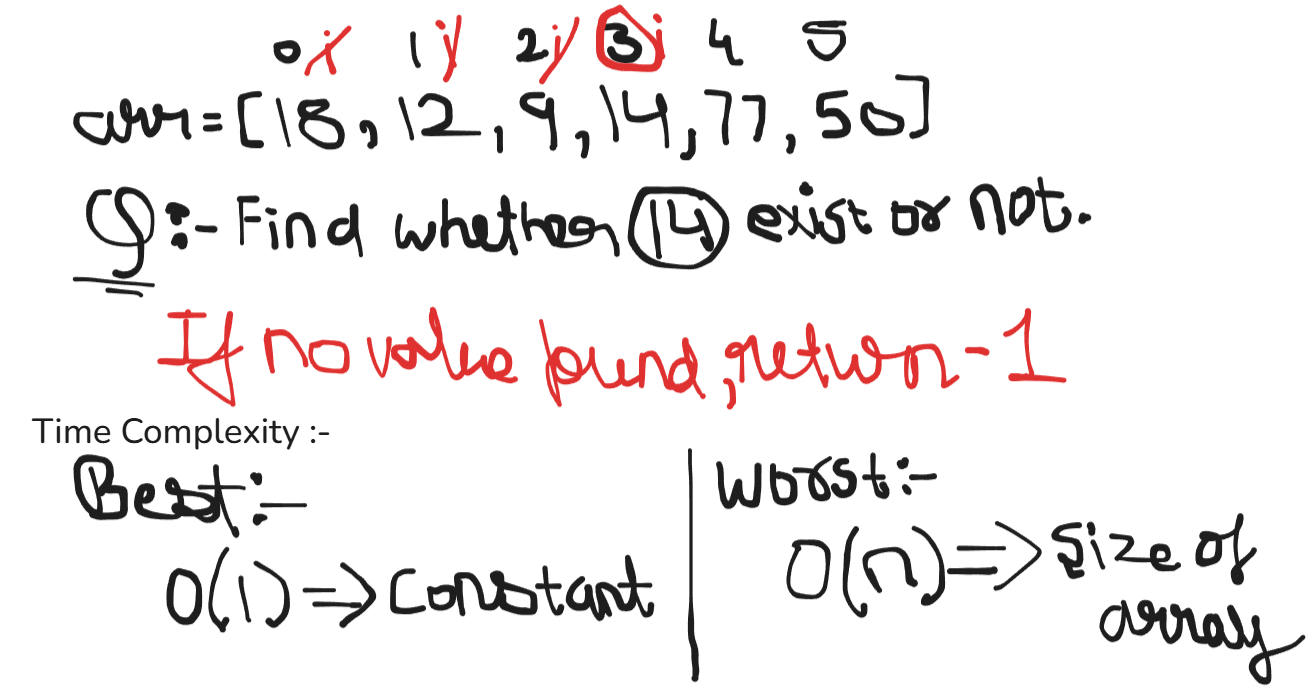 0 i 1 j 2 j 3 i 4 5
arr = [18, 12, 9, 14, 77, 50]
Q:- Find whether 14 exist or not.
If no value found, return -1
Time Complexity :-
Best:-
O(1) => Constant
Worst:-
O(n) => Size of
array